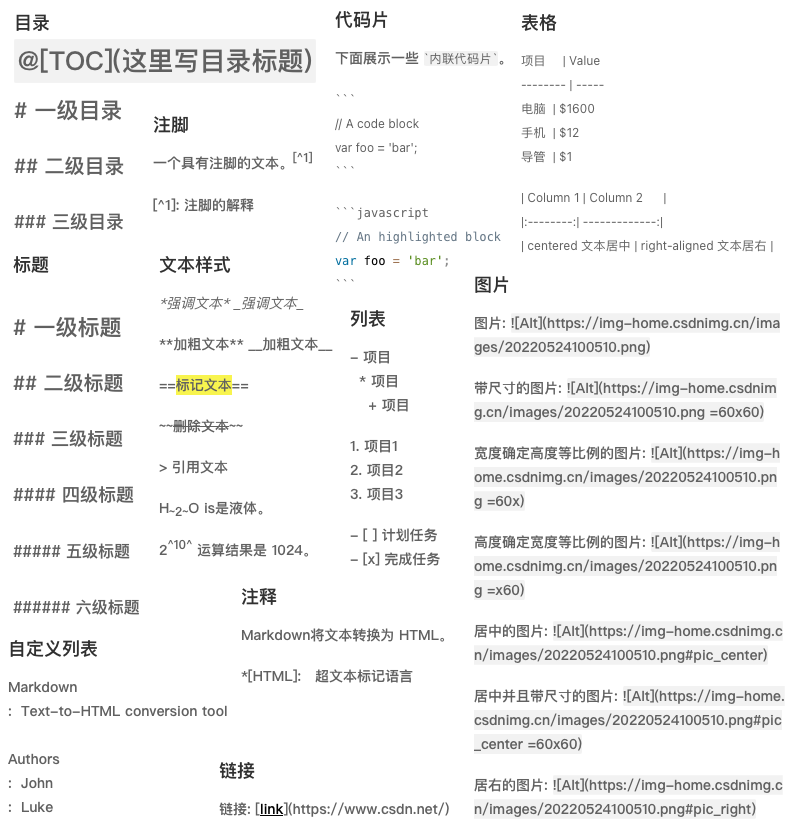 目录
@[TOC](这里写目录标题)
# 一级目录
## 二级目录
### 三级目录
注脚
一个具有注脚的文本。[^1]
[^1]: 注脚的解释
标题
# 一级标题
## 二级标题
### 三级标题
#### 四级标题
##### 五级标题
###### 六级标题
文本样式
*强调文本* _强调文本_
**加粗文本** __加粗文本__
==标记文本==
~~删除文本~~
> 引用文本
H~2~O is是液体。
2^10^ 运算结果是 1024。
代码片
下面展示一些 `内联代码片`。
```
// A code block
var foo = 'bar';
```
```javascript
// An highlighted block
var foo = 'bar';
```
列表
- 项目
* 项目
+ 项目
1. 项目1
2. 项目2
3. 项目3
- [ ] 计划任务
- [x] 完成任务
表格
项目 | Value
-------- | -----
电脑 | $1600
手机 | $12
导管 | $1
| Column 1 | Column 2 |
|:--------:| -------------:|
| centered 文本居中 | right-aligned 文本居右 |
图片
图片: ![Alt](https://img-home.csdnimg.cn/ima
ges/20220524100510.png)
带尺寸的图片: ![Alt](https://img-home.csdnim
g.cn/images/20220524100510.png =60x60)
宽度确定高度等比例的图片: ![Alt](https://img-h
ome.csdnimg.cn/images/20220524100510.pn
g =60x)
高度确定宽度等比例的图片: ![Alt](https://img-h
ome.csdnimg.cn/images/20220524100510.pn
g =x60)
居中的图片: ![Alt](https://img-home.csdnimg.c
n/images/20220524100510.png#pic_center)
居中并且带尺寸的图片: ![Alt](https://img-home.
csdnimg.cn/images/20220524100510.png#pic
_center =60x60)
居右的图片: ![Alt](https://img-home.csdnimg.c
n/images/20220524100510.png#pic_right)
注释
Markdown将文本转换为 HTML。
*[HTML]: 超文本标记语言
自定义列表
Markdown
: Text-to-HTML conversion tool
Authors
: John
: Luke
链接
链接: [link](https://www.csdn.net/)